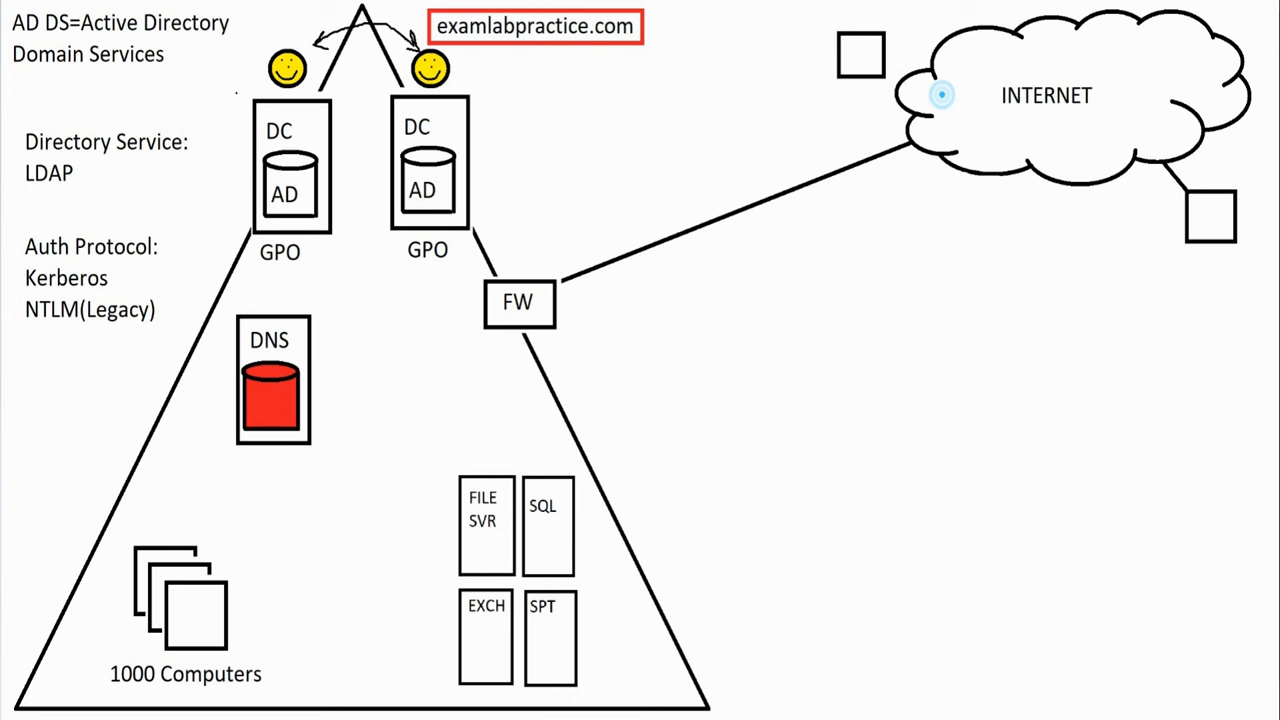 AD DS=Active Directory
Domain Services
examlabpractice.com
INTERNET
DC
AD
GPO
DC
AD
GPO
Directory Service:
LDAP
Auth Protocol:
Kerberos
NTLM(Legacy)
FW
DNS
FILE
SVR
SQL
EXCH
SPT
1000 Computers